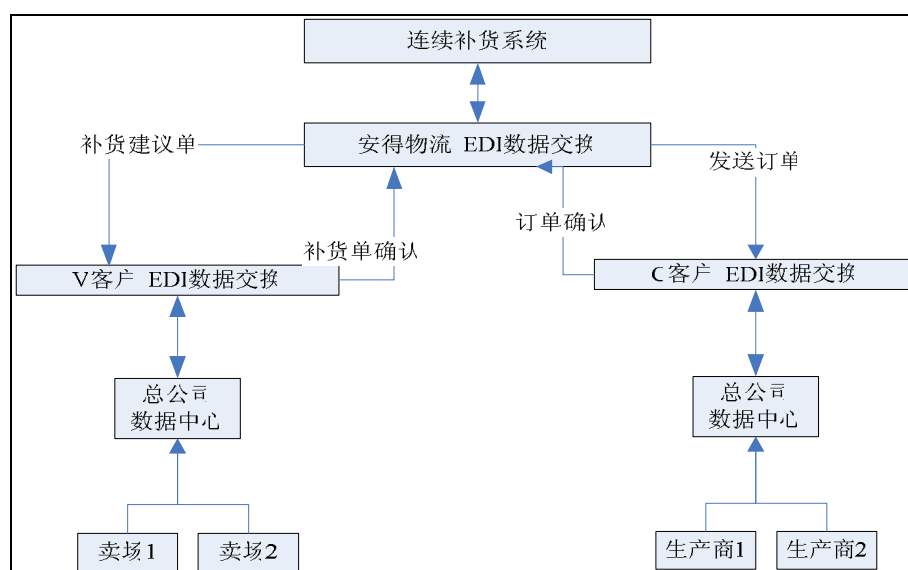 连续补货系统
安得物流 EDI数据交换
补货建议单
发送订单
订单确认
补货单确认
V客户 EDI数据交换
C客户 EDI数据交换
总公司
数据中心
总公司
数据中心
卖场1
卖场2
生产商1
生产商2